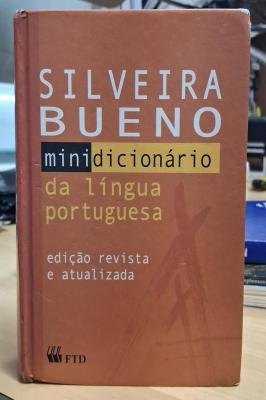 SILVEIRA
BUENO
minidicionário
da língua
portuguesa
edição revista
e atualizada
FTD